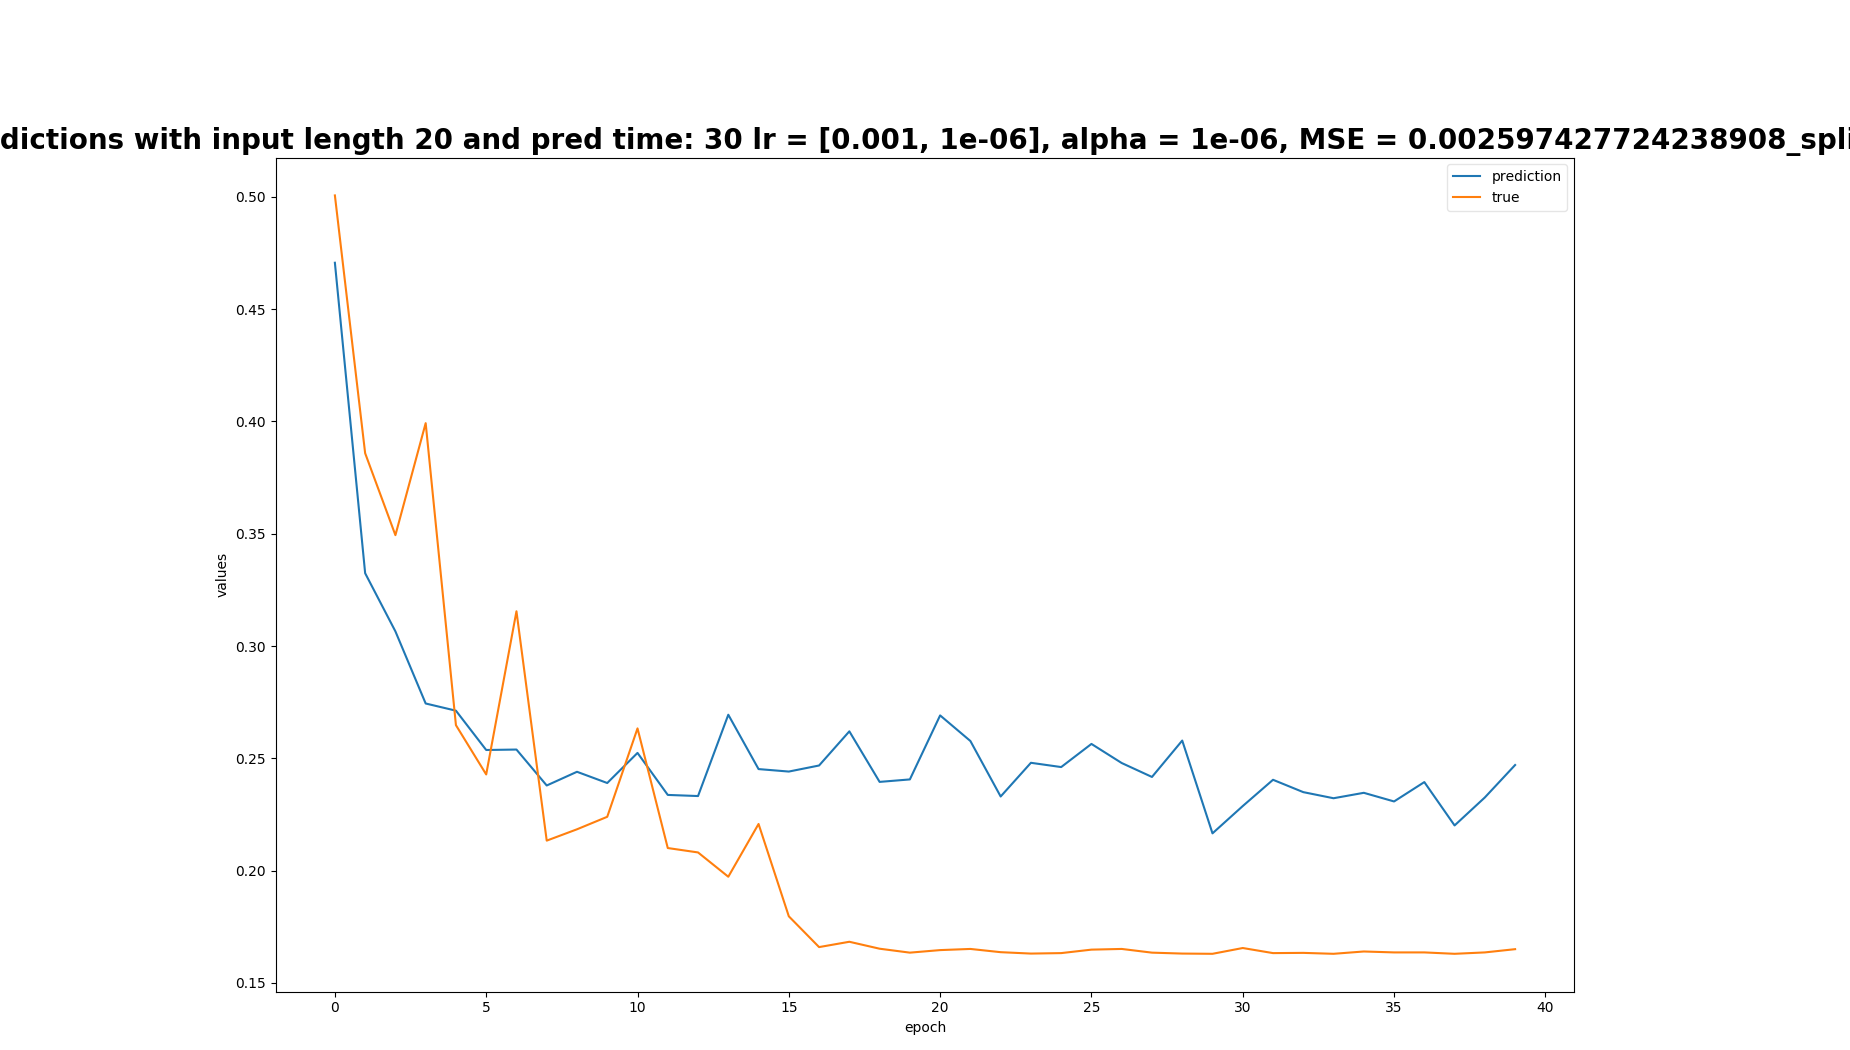 dictions with input length 20 and pred time: 30 lr = [0.001, 1e-06], alpha = 1e-06, MSE = 0.002597427724238908_spli
prediction
true
0.50
0.45
0.40
0.35
0.30
0.25
0.20
0.15
values
0 5 10 15 20 25 30 35 40
epoch